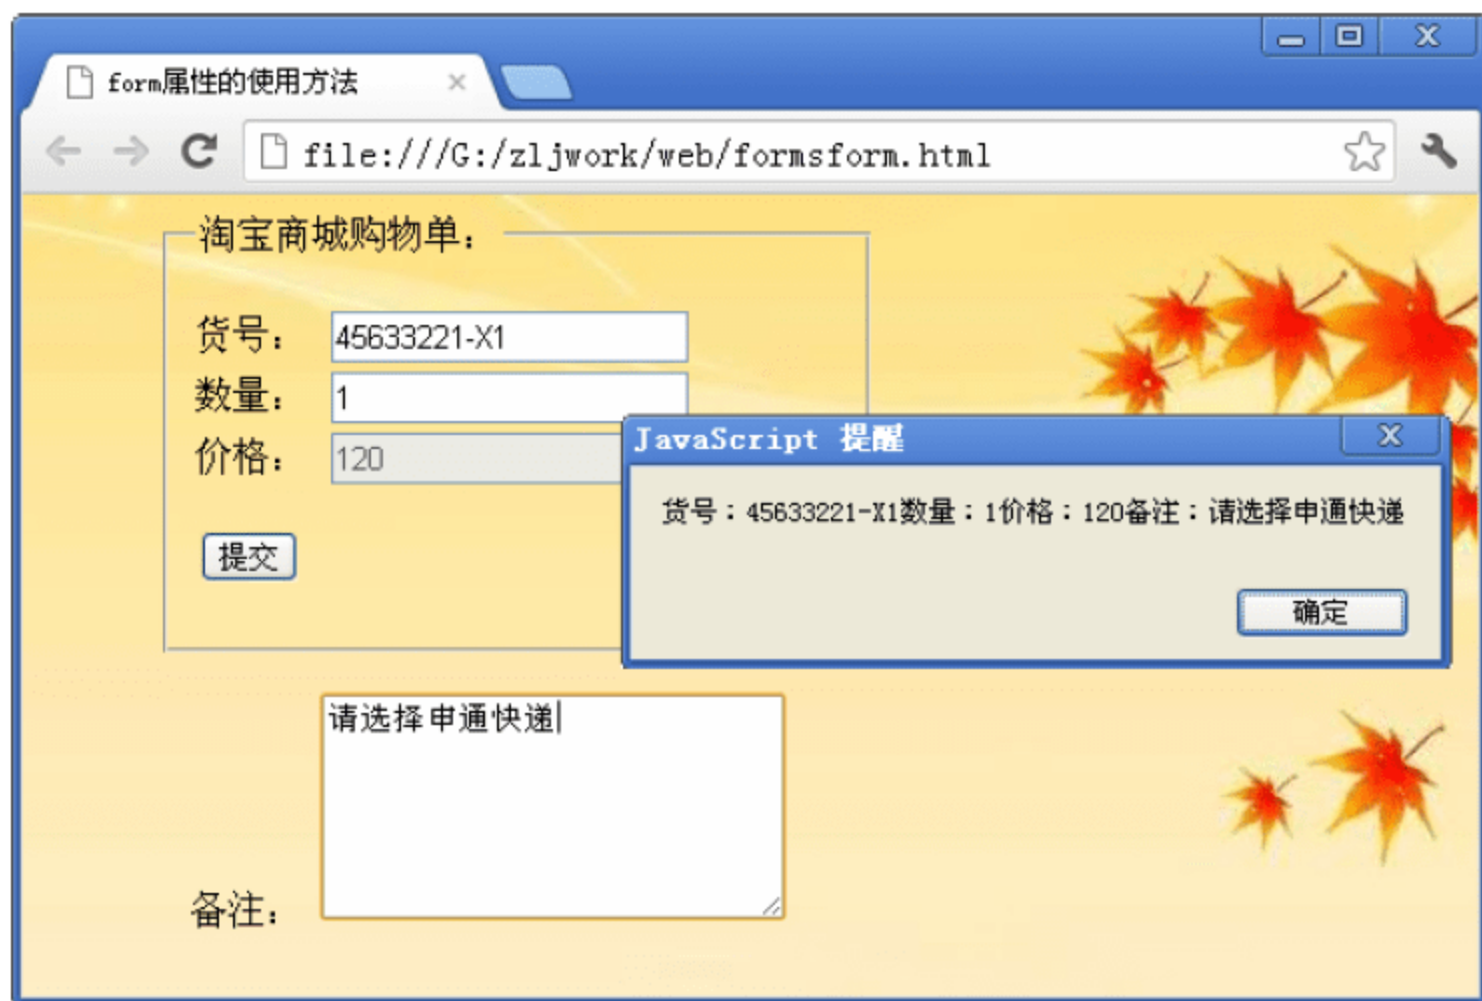 form属性的使用方法
file:///G:/zljwork/web/formsform.html
淘宝商城购物单：
货号： 45633221-X1
数量： 1
价格： 120
JavaScript 提醒
货号：45633221-X1数量：1价格：120备注：请选择申通快递
确定
提交
请选择申通快递
备注：